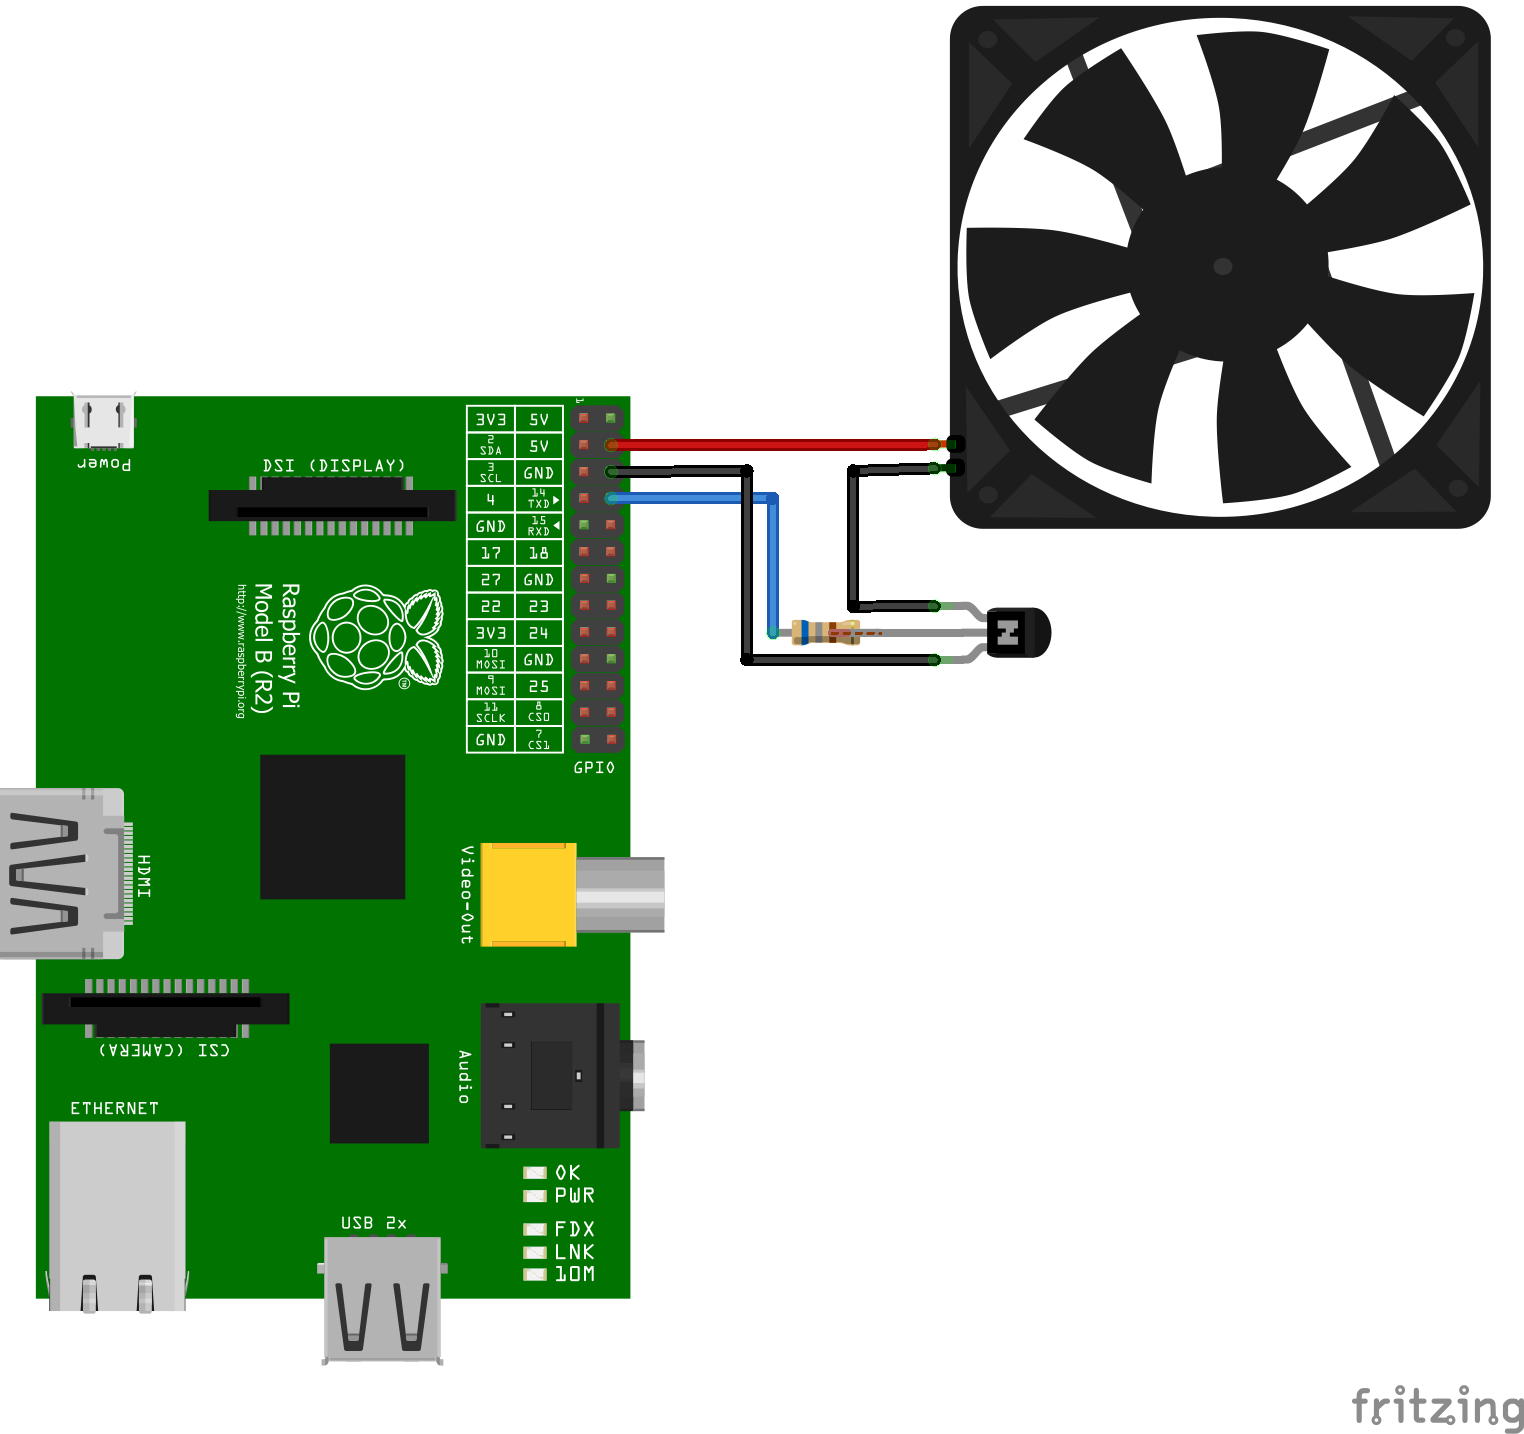 1
3V3 5V
2 SDA 5V
3 SCL GND
4 14 TXD
GND 15 RXD
17 18
27 GND
22 23
3V3 24
10 MOSI GND
9 MOSI 25
11 SCLK 8 CS0
GND 7 CS1
GPIO
Power
DSI (DISPLAY)
Raspberry Pi
Model B (R2)
http://www.raspberrypi.org
TM
N
HDMI
Video-Out
CSI (CAMERA)
Audio
ETHERNET
OK
PWR
FDX
LNK
10M
USB 2x
fritzing